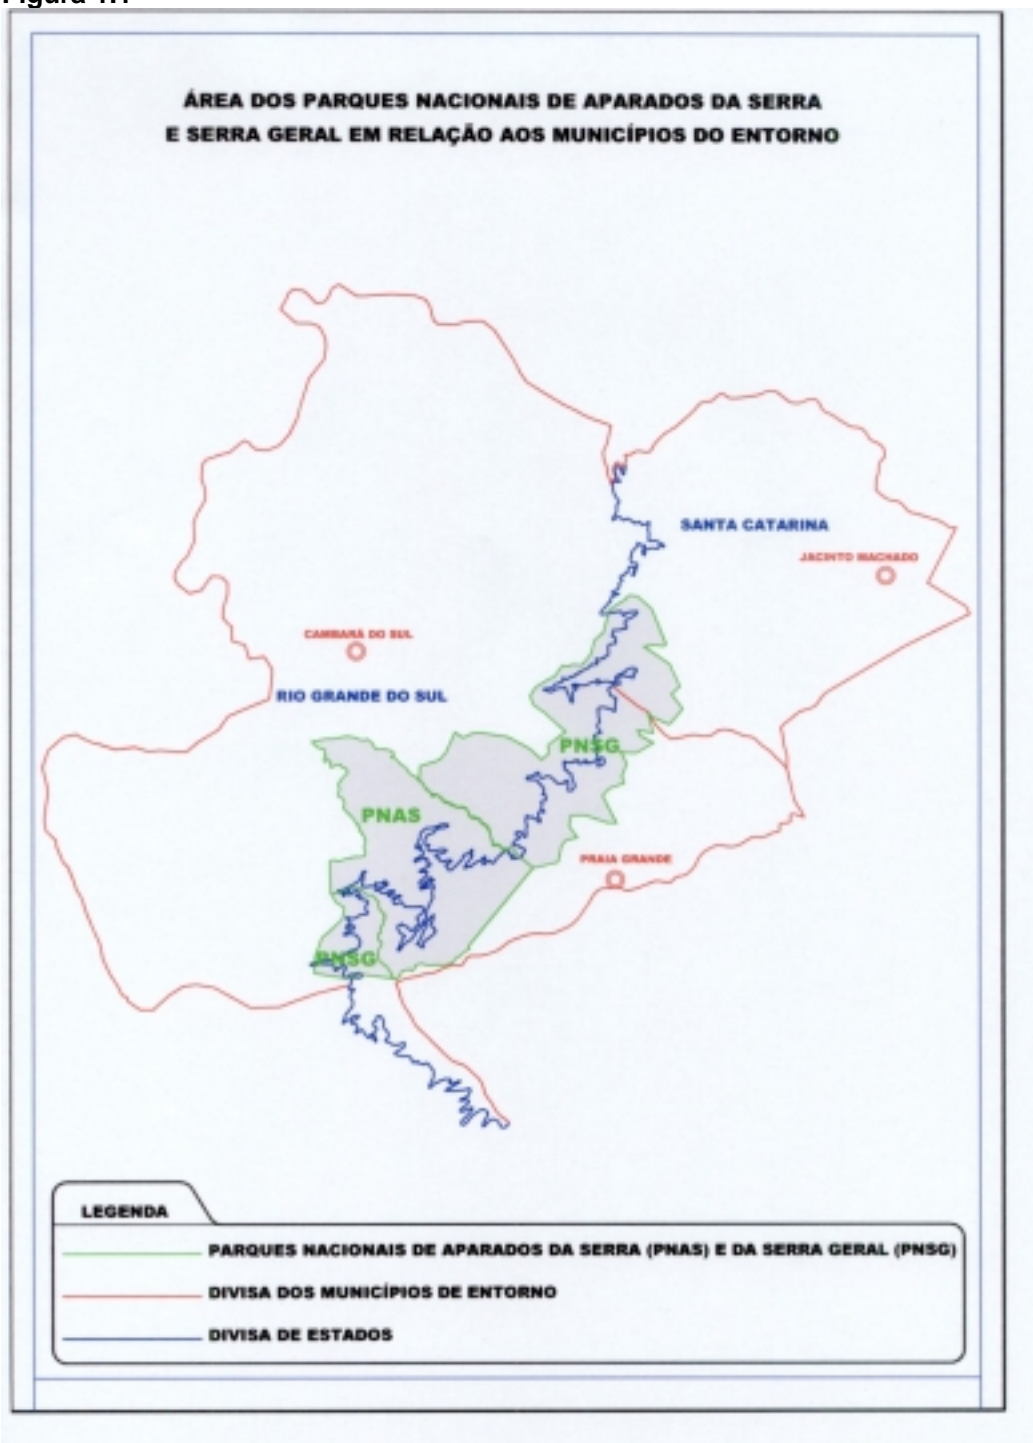 ÁREA DOS PARQUES NACIONAIS DE APARADOS DA SERRA
E SERRA GERAL EM RELAÇÃO AOS MUNICÍPIOS DO ENTORNO
SANTA CATARINA
JACINTO MACHADO
CAMBARÁ DO SUL
RIO GRANDE DO SUL
PNSG
PNAS
PRAIA GRANDE
PNSG
LEGENDA
PARQUES NACIONAIS DE APARADOS DA SERRA (PNAS) E DA SERRA GERAL (PNSG)
DIVISA DOS MUNICÍPIOS DE ENTORNO
DIVISA DE ESTADOS